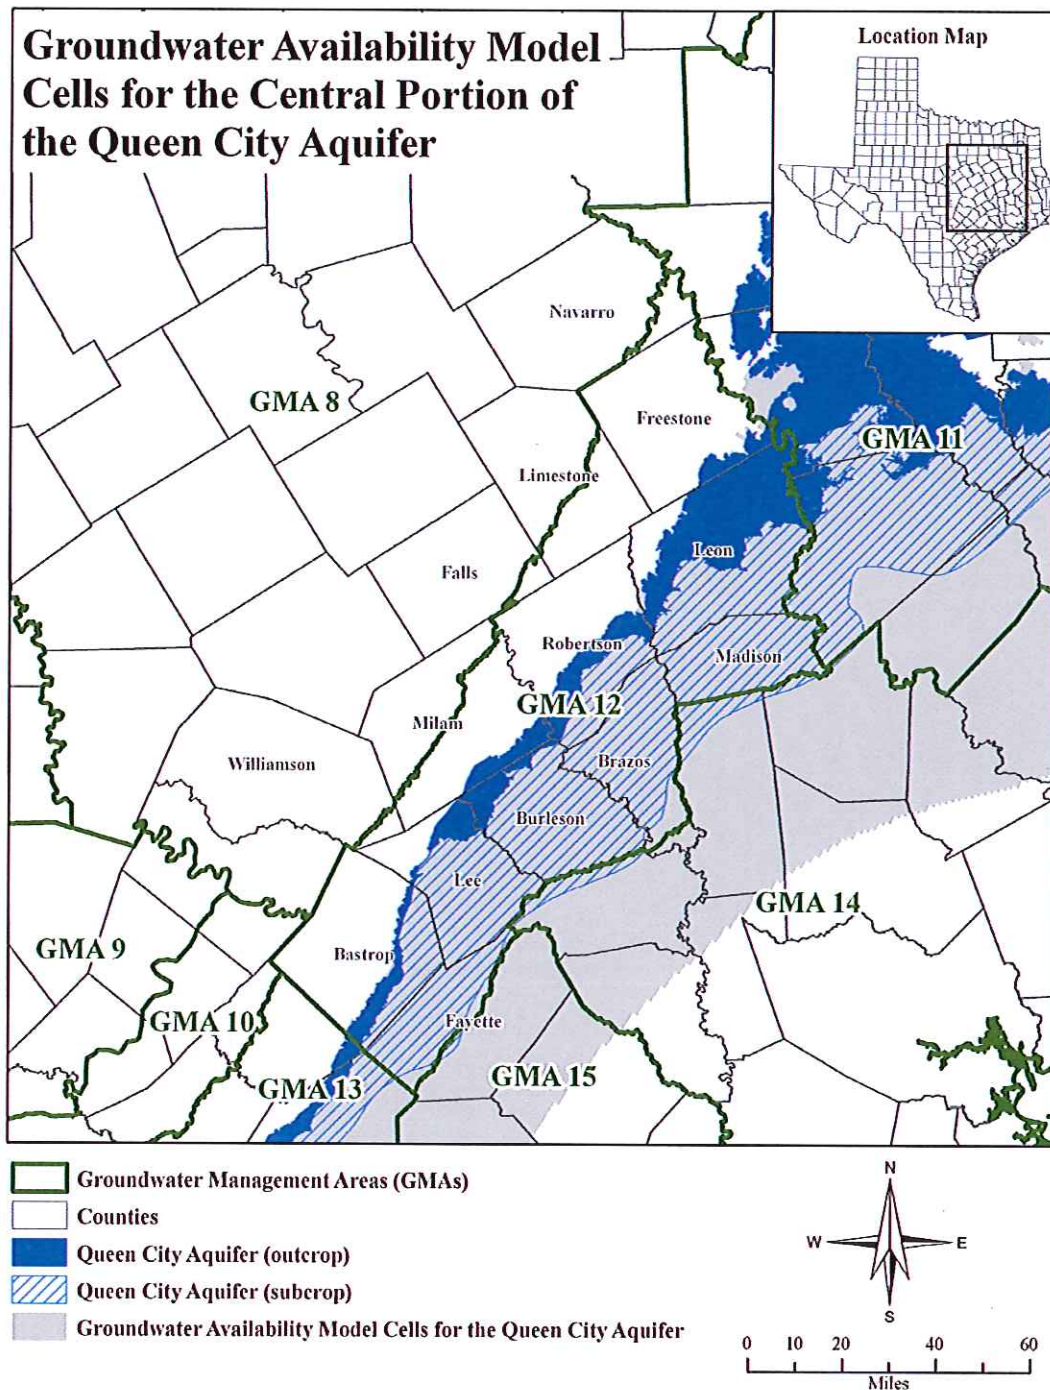 Groundwater Availability Model
Cells for the Central Portion of
the Queen City Aquifer
Location Map
Navarro
GMA 8
Freestone
GMA 11
Limestone
Leon
Falls
Robertson
Madison
GMA 12
Milam
Williamson
Brazos
Burleson
Lee
GMA 14
GMA 9
Bastrop
GMA 10
Fayette
GMA 13
GMA 15
Groundwater Management Areas (GMAs)
Counties
Queen City Aquifer (outcrop)
Queen City Aquifer (subcrop)
Groundwater Availability Model Cells for the Queen City Aquifer
N
W
E
S
0 10 20 40 60
Miles